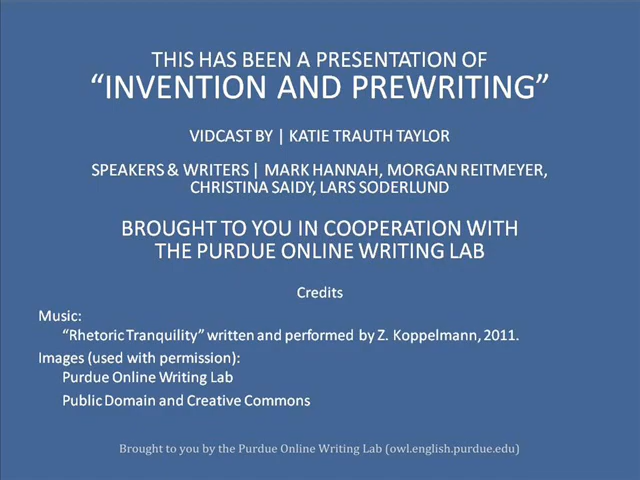 THIS HAS BEEN A PRESENTATION OF
“INVENTION AND PREWRITING”
VIDCAST BY | KATIE TRAUTH TAYLOR
SPEAKERS & WRITERS | MARK HANNAH, MORGAN REITMEYER,
CHRISTINA SAIDY, LARS SODERLUND
BROUGHT TO YOU IN COOPERATION WITH
THE PURDUE ONLINE WRITING LAB
Credits
Music:
“Rhetoric Tranquility” written and performed by Z. Koppelmann, 2011.
Images (used with permission):
Purdue Online Writing Lab
Public Domain and Creative Commons
Brought to you by the Purdue Online Writing Lab (owl.english.purdue.edu)